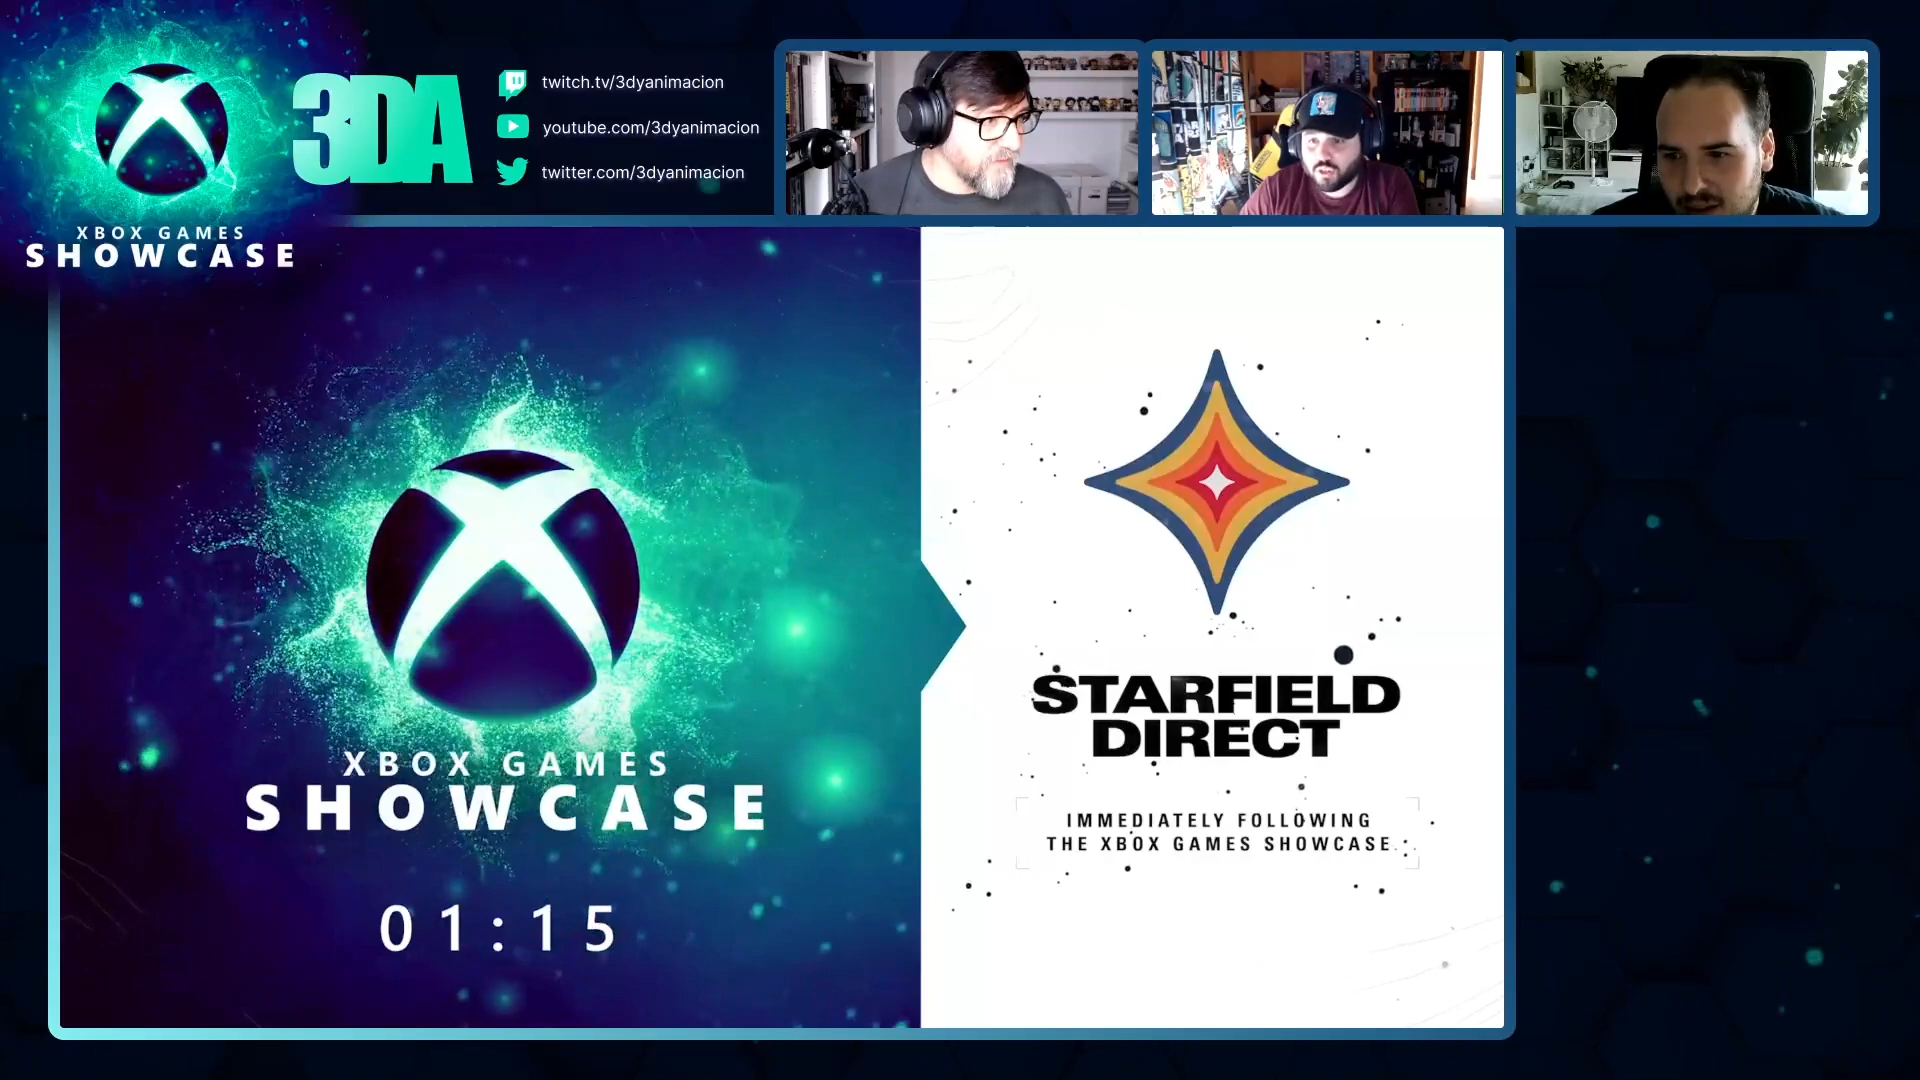 XBOX GAMES
SHOWCASE
3DA
twitch.tv/3dyanimacion
youtube.com/3dyanimacion
twitter.com/3dyanimacion
XBOX GAMES
SHOWCASE
01:15
STARFIELD
DIRECT
IMMEDIATELY FOLLOWING
THE XBOX GAMES SHOWCASE